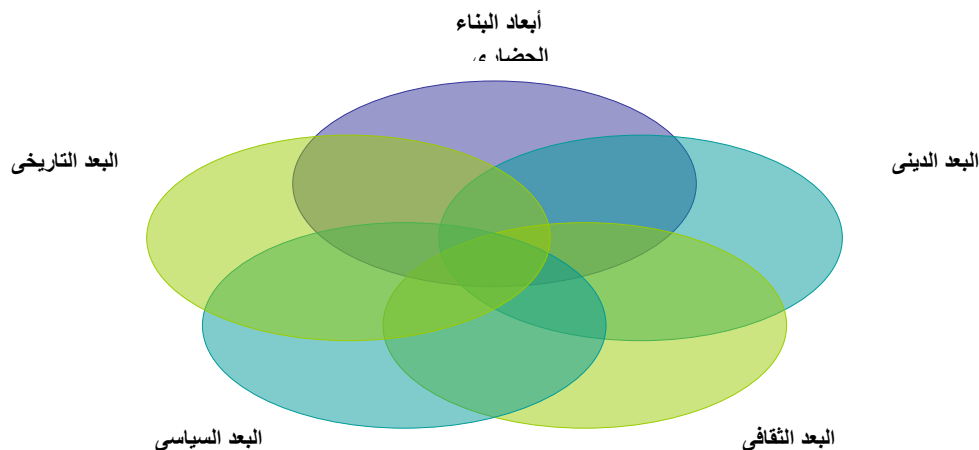 أبعاد البناء
الحضارى
البعد الدينى
البعد التاريخى
البعد الثقافى
البعد السياسى